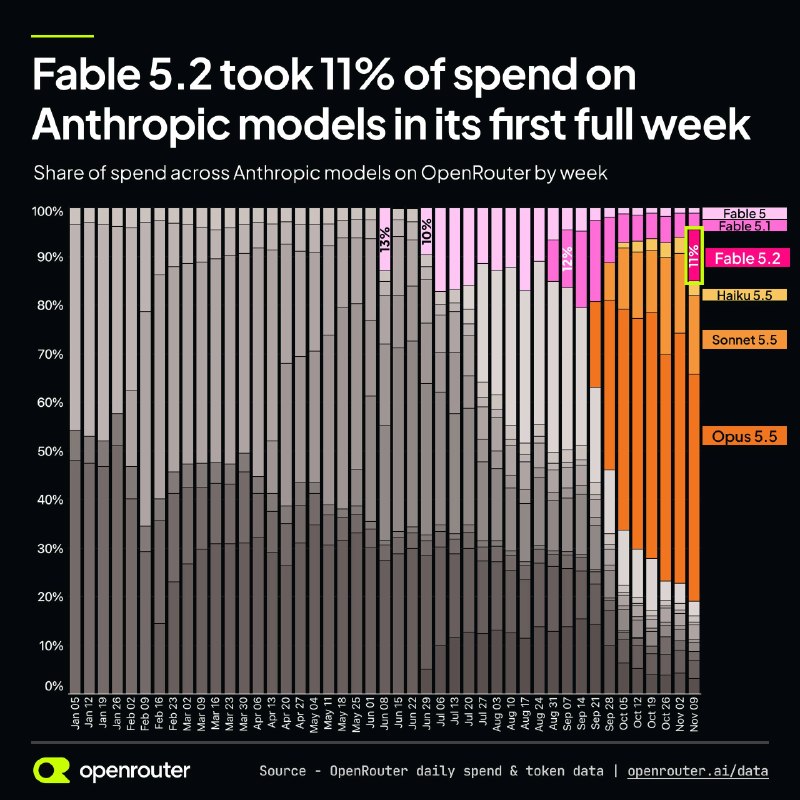 Fable 5.2 took 11% of spend on
Anthropic models in its first full week
Share of spend across Anthropic models on OpenRouter by week
100%
90%
80%
70%
60%
50%
40%
30%
20%
10%
0%
13%
10%
12%
11%
Fable 5
Fable 5.1
Fable 5.2
Haiku 5.5
Sonnet 5.5
Opus 5.5
Jan 05
Jan 12
Jan 19
Jan 26
Feb 02
Feb 09
Feb 16
Feb 23
Mar 02
Mar 09
Mar 16
Mar 23
Mar 30
Apr 06
Apr 13
Apr 20
Apr 27
May 04
May 11
May 18
May 25
Jun 01
Jun 08
Jun 15
Jun 22
Jun 29
Jul 06
Jul 13
Jul 20
Jul 27
Aug 03
Aug 10
Aug 17
Aug 24
Aug 31
Sep 07
Sep 14
Sep 21
Sep 28
Oct 05
Oct 12
Oct 19
Oct 26
Nov 02
Nov 09
openrouter
Source - OpenRouter daily spend & token data | openrouter.ai/data